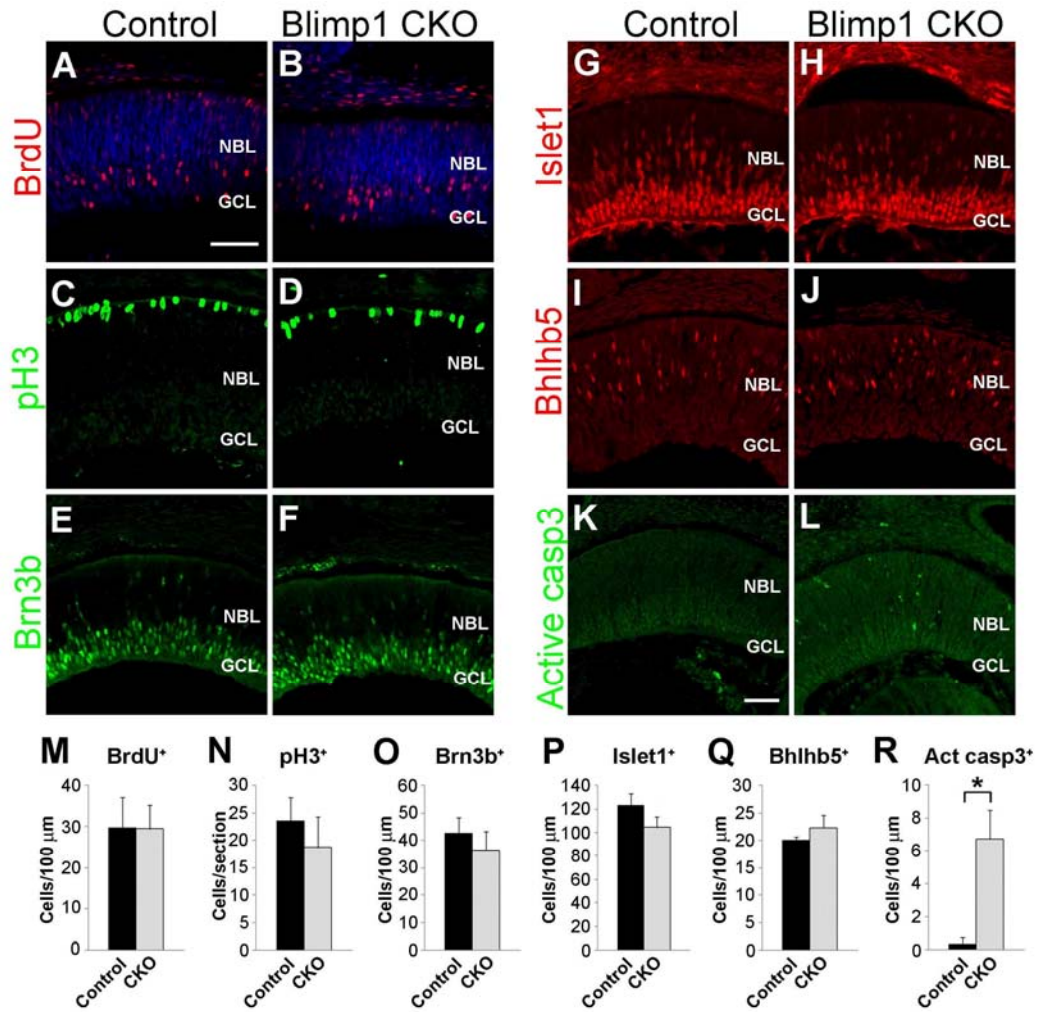 Control Blimp1 CKO Control Blimp1 CKO
BrdU
A
NBL
GCL
B
NBL
GCL
Islet1
G
NBL
GCL
H
NBL
GCL
pH3
C
NBL
GCL
D
NBL
GCL
Bhlhb5
I
NBL
GCL
J
NBL
GCL
Brn3b
E
NBL
GCL
F
NBL
GCL
Active casp3
K
NBL
GCL
L
NBL
GCL
M BrdU⁺
Cells/100 μm
40
30
20
10
0
Control CKO
N pH3⁺
Cells/section
30
25
20
15
10
5
0
Control CKO
O Brn3b⁺
Cells/100 μm
60
50
40
30
20
10
0
Control CKO
P Islet1⁺
Cells/100 μm
140
120
100
80
60
40
20
0
Control CKO
Q Bhlhb5⁺
Cells/100 μm
30
25
20
15
10
5
0
Control CKO
R Act casp3⁺
Cells/100 μm
10
8
6
4
2
0
*
Control CKO